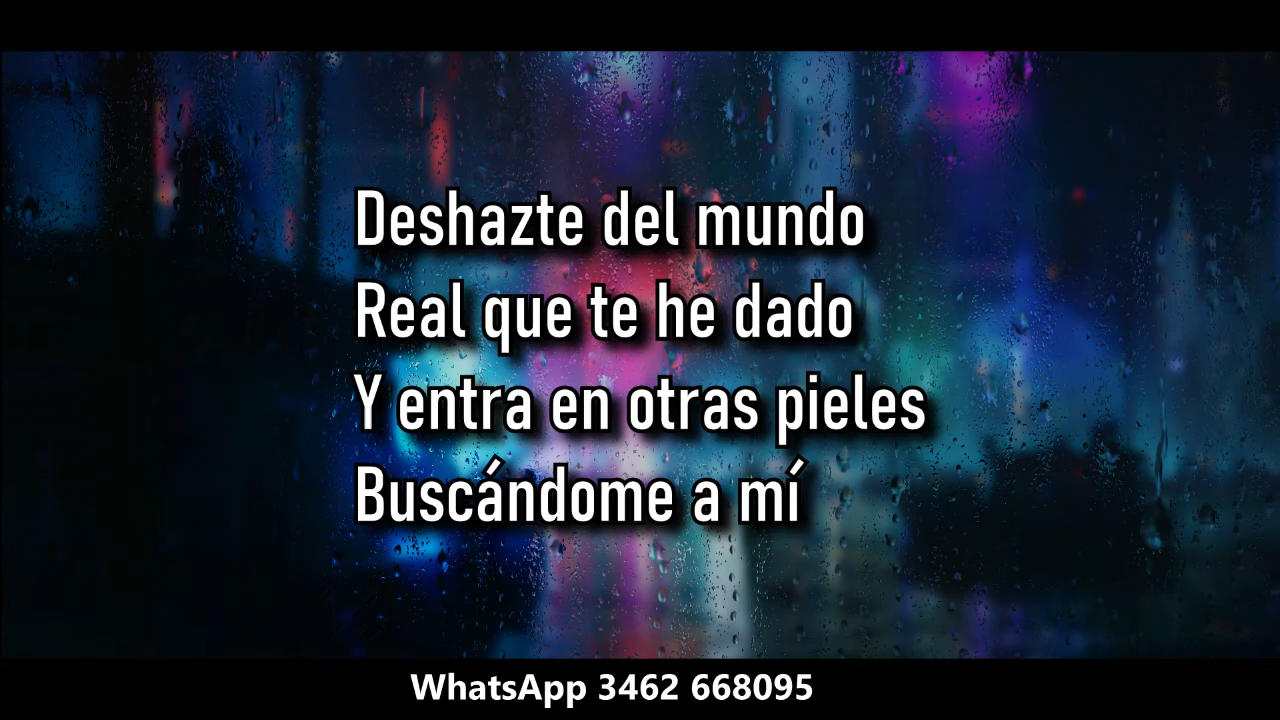 Deshazte del mundo
Real que te he dado
Y entra en otras pieles
Buscándome a mí
WhatsApp 3462 668095